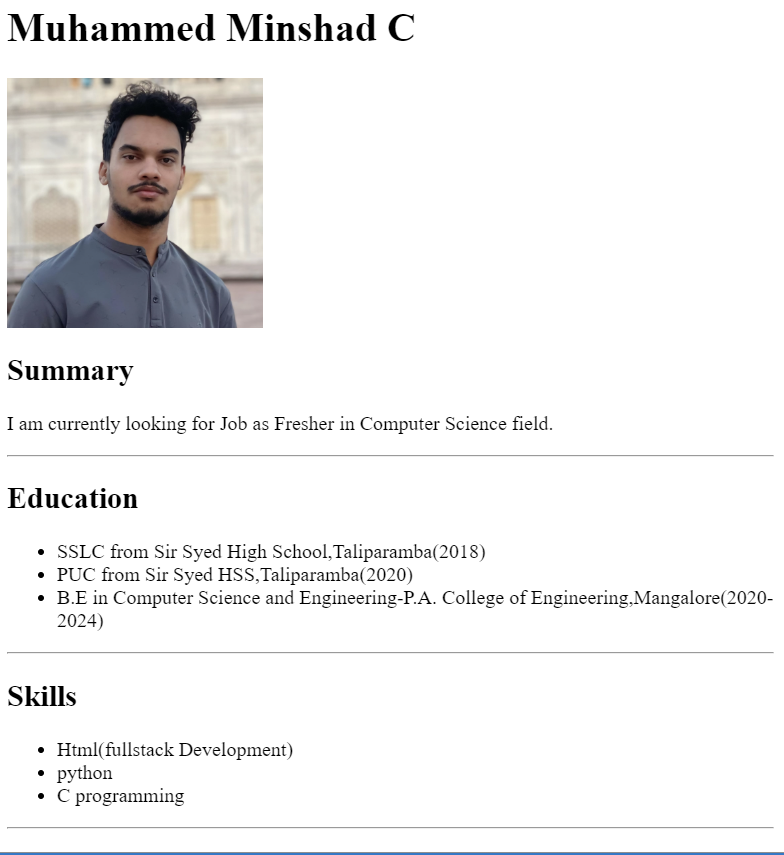 Muhammed Minshad C
Summary
I am currently looking for Job as Fresher in Computer Science field.
Education
SSLC from Sir Syed High School,Taliparamba(2018)
PUC from Sir Syed HSS,Taliparamba(2020)
B.E in Computer Science and Engineering-P.A. College of Engineering,Mangalore(2020-
2024)
Skills
Html(fullstack Development)
python
C programming